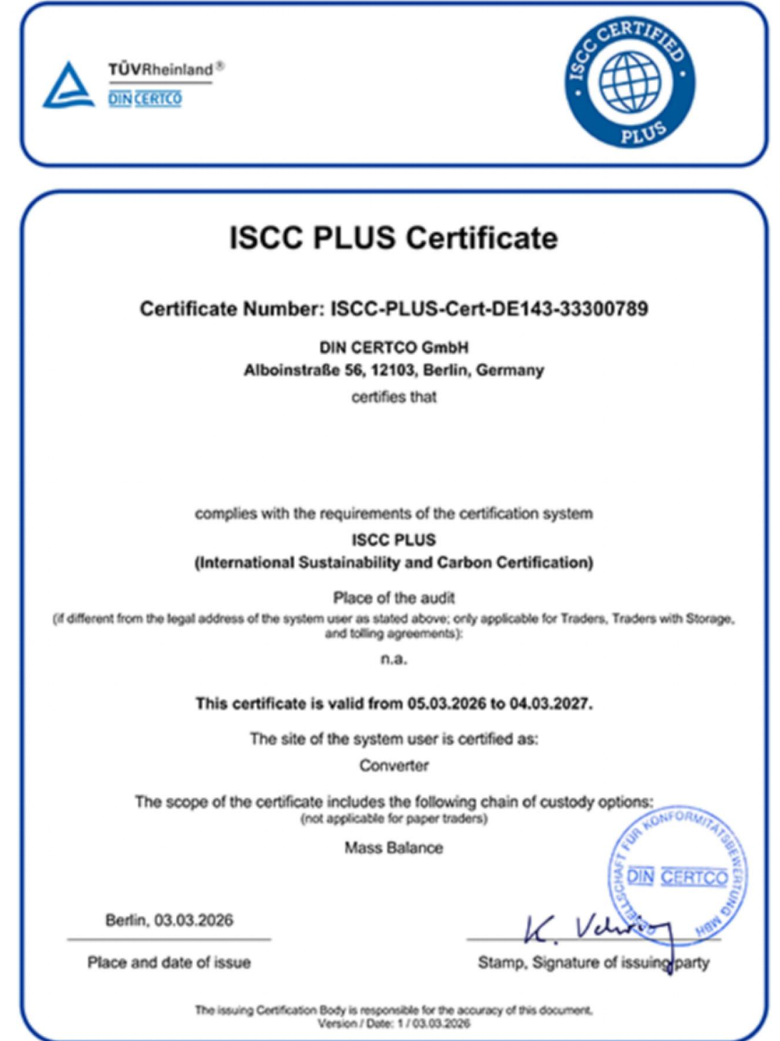 TÜVRheinland®
DIN CERTCO
ISCC CERTIFIED
PLUS
ISCC PLUS Certificate
Certificate Number: ISCC-PLUS-Cert-DE143-33300789
DIN CERTCO GmbH
Alboinstraße 56, 12103, Berlin, Germany
certifies that
complies with the requirements of the certification system
ISCC PLUS
(International Sustainability and Carbon Certification)
Place of the audit
(if different from the legal address of the system user as stated above; only applicable for Traders, Traders with Storage,
and tolling agreements):
n.a.
This certificate is valid from 05.03.2026 to 04.03.2027.
The site of the system user is certified as:
Converter
The scope of the certificate includes the following chain of custody options:
(not applicable for paper traders)
Mass Balance
GESELLSCHAFT FÜR KONFORMITÄTSBEWERTUNG MBH
DIN CERTCO
Berlin, 03.03.2026
K.
Place and date of issue
Stamp, Signature of issuing party
The issuing Certification Body is responsible for the accuracy of this document.
Version / Date: 1 / 03.03.2026